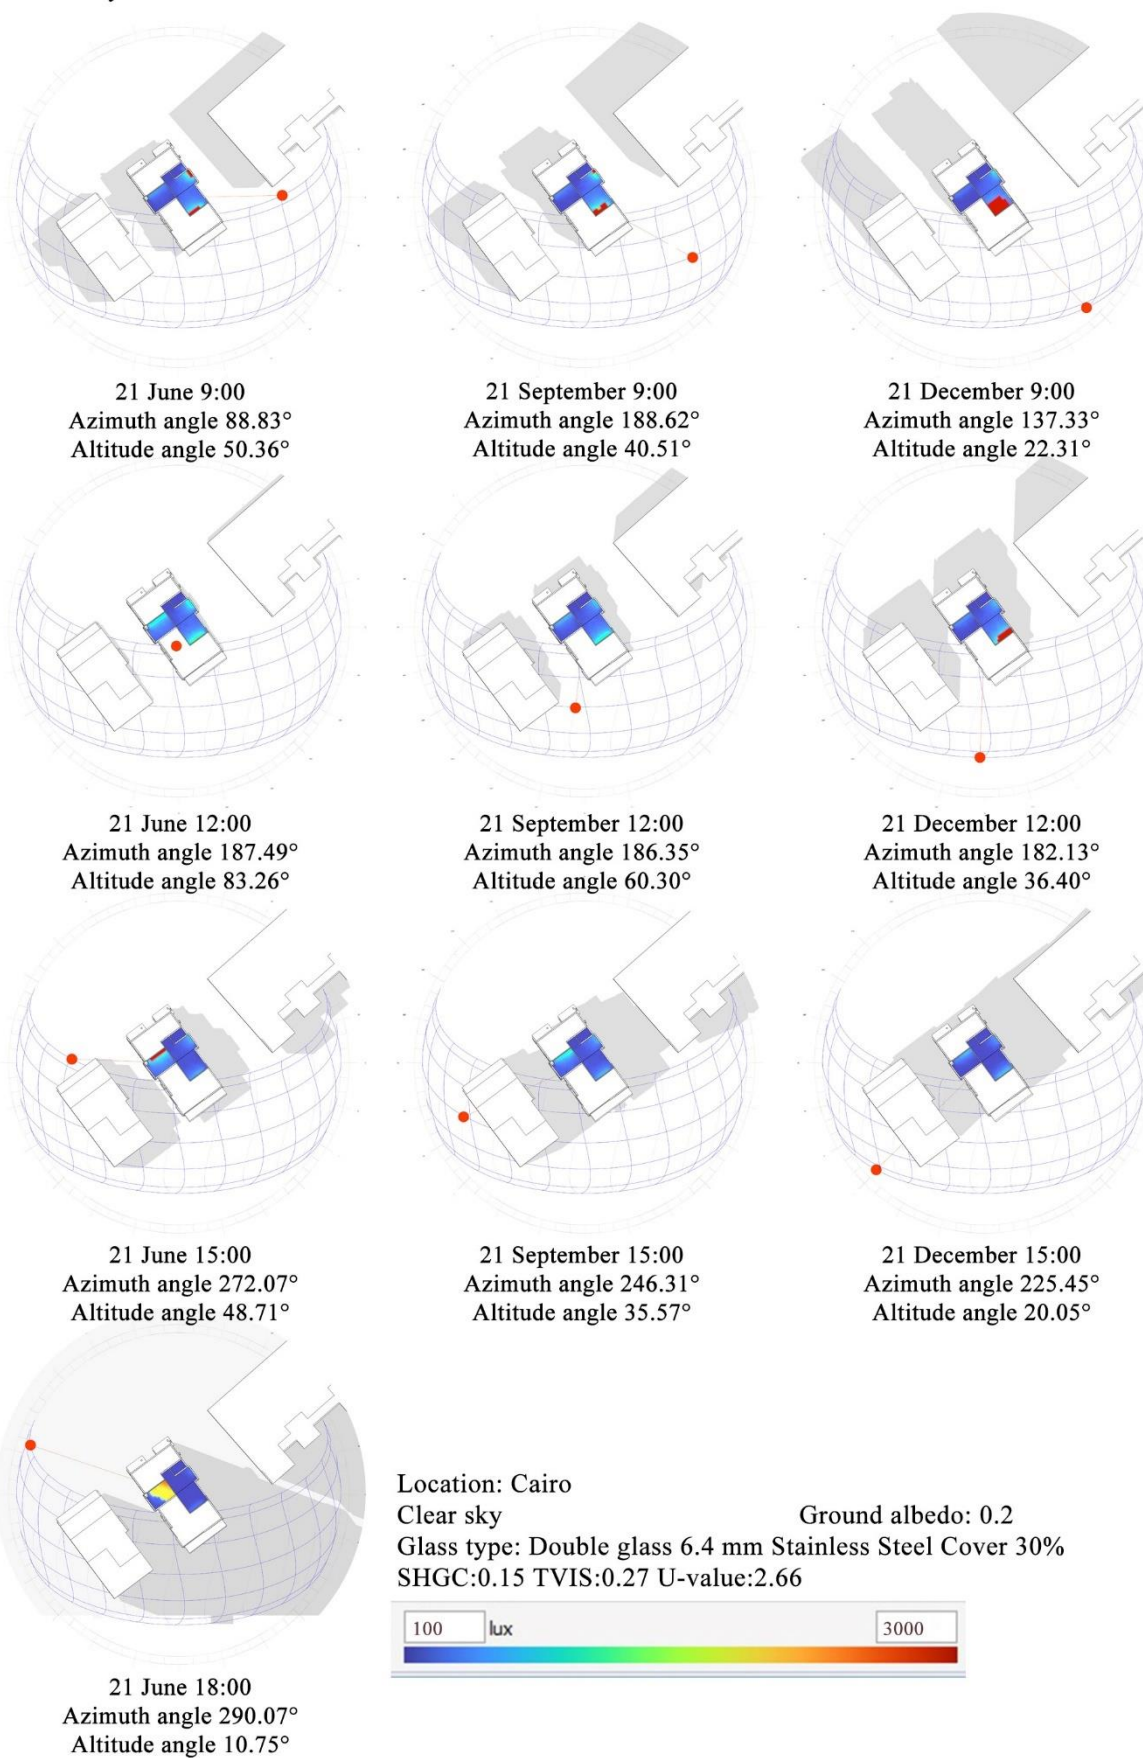 21 June 9:00
Azimuth angle 88.83°
Altitude angle 50.36°
21 September 9:00
Azimuth angle 188.62°
Altitude angle 40.51°
21 December 9:00
Azimuth angle 137.33°
Altitude angle 22.31°
21 June 12:00
Azimuth angle 187.49°
Altitude angle 83.26°
21 September 12:00
Azimuth angle 186.35°
Altitude angle 60.30°
21 December 12:00
Azimuth angle 182.13°
Altitude angle 36.40°
21 June 15:00
Azimuth angle 272.07°
Altitude angle 48.71°
21 September 15:00
Azimuth angle 246.31°
Altitude angle 35.57°
21 December 15:00
Azimuth angle 225.45°
Altitude angle 20.05°
21 June 18:00
Azimuth angle 290.07°
Altitude angle 10.75°
Location: Cairo
Clear sky Ground albedo: 0.2
Glass type: Double glass 6.4 mm Stainless Steel Cover 30%
SHGC:0.15 TVIS:0.27 U-value:2.66
100 lux 3000